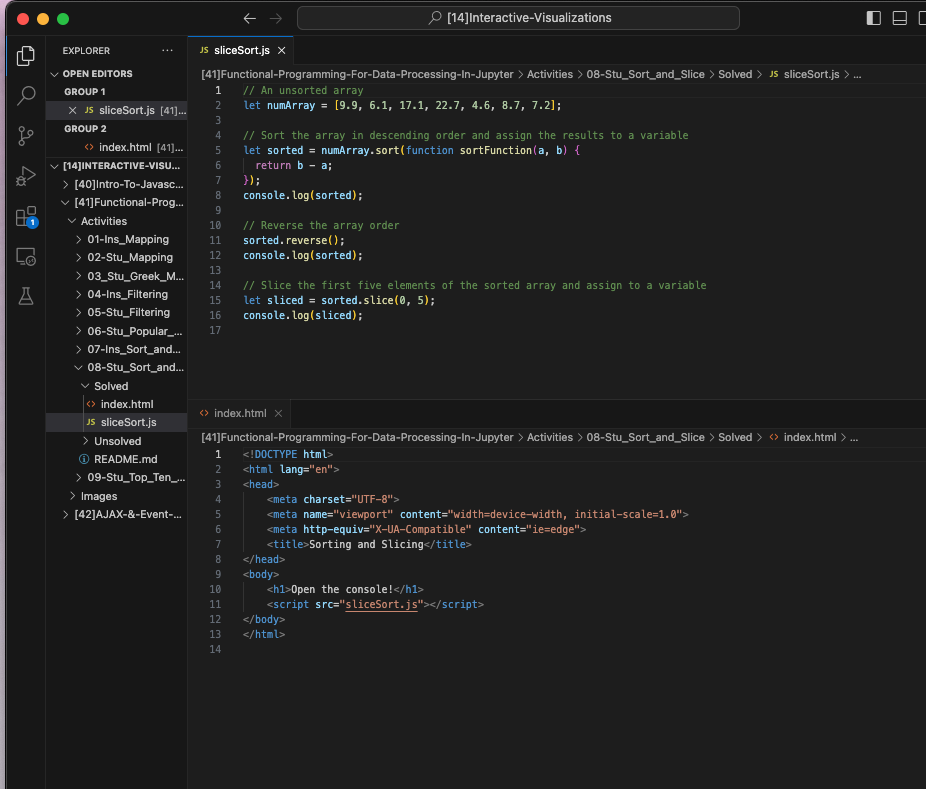 [14]Interactive-Visualizations
EXPLORER
OPEN EDITORS
GROUP 1
JS sliceSort.js [41]...
GROUP 2
<> index.html [41]...
[14]INTERACTIVE-VISU...
[40]Intro-To-Javasc...
[41]Functional-Prog...
Activities
01-Ins_Mapping
02-Stu_Mapping
03_Stu_Greek_M...
04-Ins_Filtering
05-Stu_Filtering
06-Stu_Popular_...
07-Ins_Sort_and...
08-Stu_Sort_and...
Solved
<> index.html
JS sliceSort.js
Unsolved
README.md
09-Stu_Top_Ten_...
Images
[42]AJAX-&-Event-...
1
JS sliceSort.js
[41]Functional-Programming-For-Data-Processing-In-Jupyter > Activities > 08-Stu_Sort_and_Slice > Solved > JS sliceSort.js > ...
1 // An unsorted array
2 let numArray = [9.9, 6.1, 17.1, 22.7, 4.6, 8.7, 7.2];
3
4 // Sort the array in descending order and assign the results to a variable
5 let sorted = numArray.sort(function sortFunction(a, b) {
6 return b - a;
7 });
8 console.log(sorted);
9
10 // Reverse the array order
11 sorted.reverse();
12 console.log(sorted);
13
14 // Slice the first five elements of the sorted array and assign to a variable
15 let sliced = sorted.slice(0, 5);
16 console.log(sliced);
17
<> index.html
[41]Functional-Programming-For-Data-Processing-In-Jupyter > Activities > 08-Stu_Sort_and_Slice > Solved > <> index.html > ...
1 <!DOCTYPE html>
2 <html lang="en">
3 <head>
4 <meta charset="UTF-8">
5 <meta name="viewport" content="width=device-width, initial-scale=1.0">
6 <meta http-equiv="X-UA-Compatible" content="ie=edge">
7 <title>Sorting and Slicing</title>
8 </head>
9 <body>
10 <h1>Open the console!</h1>
11 <script src="sliceSort.js"></script>
12 </body>
13 </html>
14